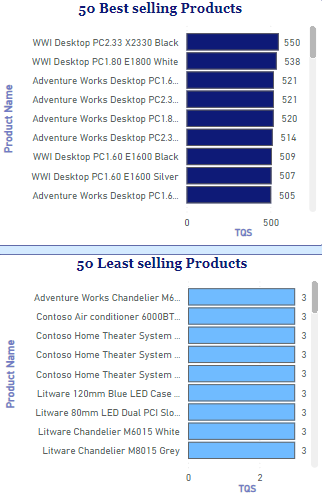 50 Best selling Products
Product Name
WWI Desktop PC2.33 X2330 Black 550
WWI Desktop PC1.80 E1800 White 538
Adventure Works Desktop PC1.6... 521
Adventure Works Desktop PC2.3... 521
Adventure Works Desktop PC1.8... 520
Adventure Works Desktop PC2.3... 514
WWI Desktop PC1.60 E1600 Black 509
WWI Desktop PC1.60 E1600 Silver 507
Adventure Works Desktop PC1.6... 505
0 500
TQS
50 Least selling Products
Product Name
Adventure Works Chandelier M6... 3
Contoso Air conditioner 6000BT... 3
Contoso Home Theater System ... 3
Contoso Home Theater System ... 3
Contoso Home Theater System ... 3
Litware 120mm Blue LED Case ... 3
Litware 80mm LED Dual PCI Slo... 3
Litware Chandelier M6015 White 3
Litware Chandelier M8015 Grey 3
0 2
TQS